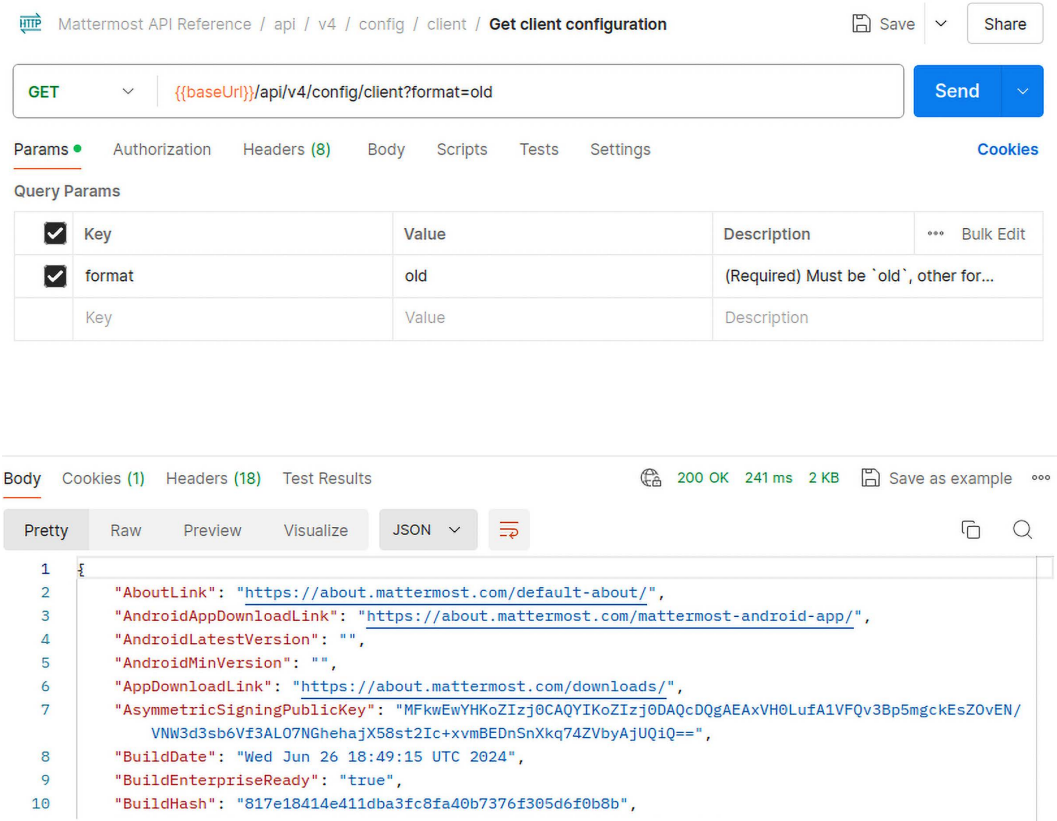 HTTP Mattermost API Reference / api / v4 / config / client / Get client configuration Save Share
GET {{baseUrl}}/api/v4/config/client?format=old Send
Params Authorization Headers (8) Body Scripts Tests Settings Cookies
Query Params
Key Value Description Bulk Edit
format old (Required) Must be `old`, other for...
Key Value Description
Body Cookies (1) Headers (18) Test Results 200 OK 241 ms 2 KB Save as example
Pretty Raw Preview Visualize JSON
1 {
2 "AboutLink": "https://about.mattermost.com/default-about/",
3 "AndroidAppDownloadLink": "https://about.mattermost.com/mattermost-android-app/",
4 "AndroidLatestVersion": "",
5 "AndroidMinVersion": "",
6 "AppDownloadLink": "https://about.mattermost.com/downloads/",
7 "AsymmetricSigningPublicKey": "MFkwEwYHKoZIzj0CAQYIKoZIzj0DAQcDQgAEAxVH0LufA1VFQv3Bp5mgckEsZOvEN/
VNW3d3sb6Vf3ALO7NGhehajX58st2Ic+xvmBEDnSnXkq74ZVbyAjUQiQ==",
8 "BuildDate": "Wed Jun 26 18:49:15 UTC 2024",
9 "BuildEnterpriseReady": "true",
10 "BuildHash": "817e18414e411dba3fc8fa40b7376f305d6f0b8b",